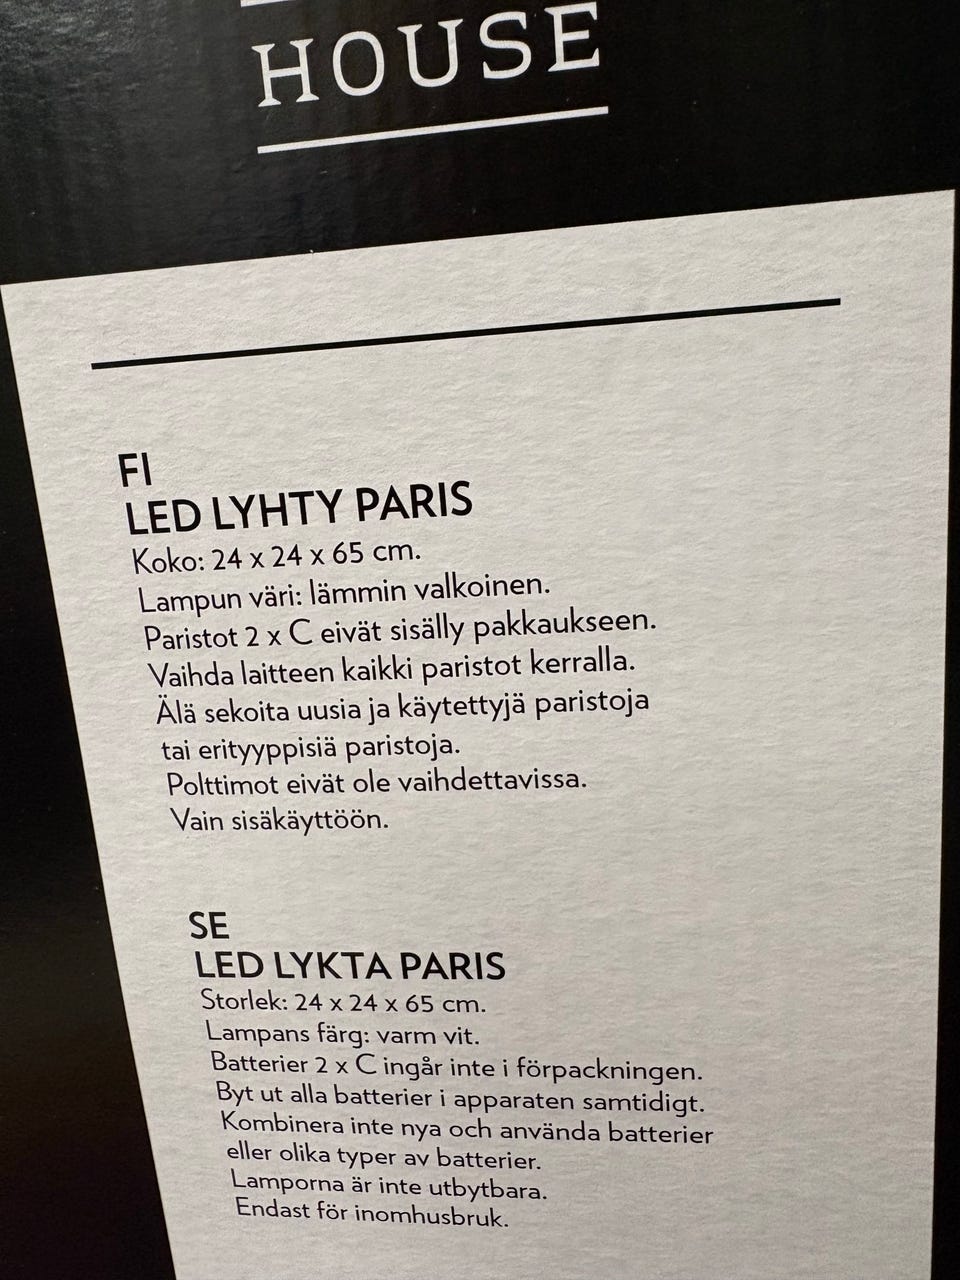 HOUSE
FI
LED LYHTY PARIS
Koko: 24 x 24 x 65 cm.
Lampun väri: lämmin valkoinen.
Paristot 2 x C eivät sisälly pakkaukseen.
Vaihda laitteen kaikki paristot kerralla.
Älä sekoita uusia ja käytettyjä paristoja
tai erityyppisiä paristoja.
Polttimot eivät ole vaihdettavissa.
Vain sisäkäyttöön.
SE
LED LYKTA PARIS
Storlek: 24 x 24 x 65 cm.
Lampans färg: varm vit.
Batterier 2 x C ingår inte i förpackningen.
Byt ut alla batterier i apparaten samtidigt.
Kombinera inte nya och använda batterier
eller olika typer av batterier.
Lamporna är inte utbytbara.
Endast för inomhusbruk.